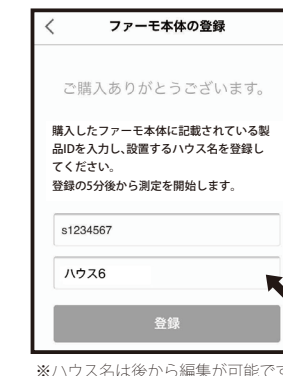 ファーモ本体の登録
ご購入ありがとうございます。
購入したファーモ本体に記載されている製
品IDを入力し、設置するハウス名を登録し
てください。
登録の5分後から測定を開始します。
s1234567
ハウス6
登録
※ハウス名は後から編集が可能です